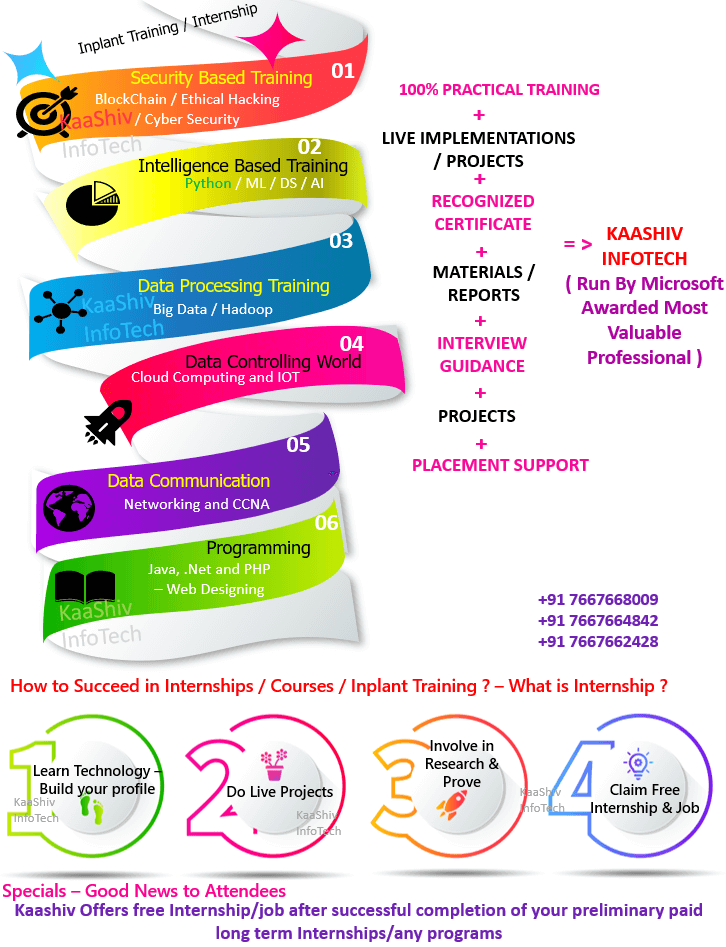 Inplant Training / Internship
01
Security Based Training
BlockChain / Ethical Hacking
/ Cyber Security
KaaShiv
InfoTech
02
Intelligence Based Training
Python / ML / DS / AI
03
Data Processing Training
Big Data / Hadoop
KaaShiv
InfoTech
04
Data Controlling World
Cloud Computing and IOT
05
Data Communication
Networking and CCNA
06
Programming
Java, .Net and PHP
– Web Designing
KaaShiv
InfoTech
100% PRACTICAL TRAINING
+
LIVE IMPLEMENTATIONS
/ PROJECTS
+
RECOGNIZED
CERTIFICATE
+
MATERIALS /
REPORTS
+
INTERVIEW
GUIDANCE
+
PROJECTS
+
PLACEMENT SUPPORT
= > KAASHIV
INFOTECH
( Run By Microsoft
Awarded Most
Valuable
Professional )
+91 7667668009
+91 7667664842
+91 7667662428
How to Succeed in Internships / Courses / Inplant Training ? – What is Internship ?
1
Learn Technology –
Build your profile
KaaShiv
InfoTech
2
Do Live Projects
KaaShiv
InfoTech
3
Involve in
Research &
Prove
KaaShiv
InfoTech
4
Claim Free
Internship & Job
Specials – Good News to Attendees
Kaashiv Offers free Internship/job after successful completion of your preliminary paid
long term Internships/any programs